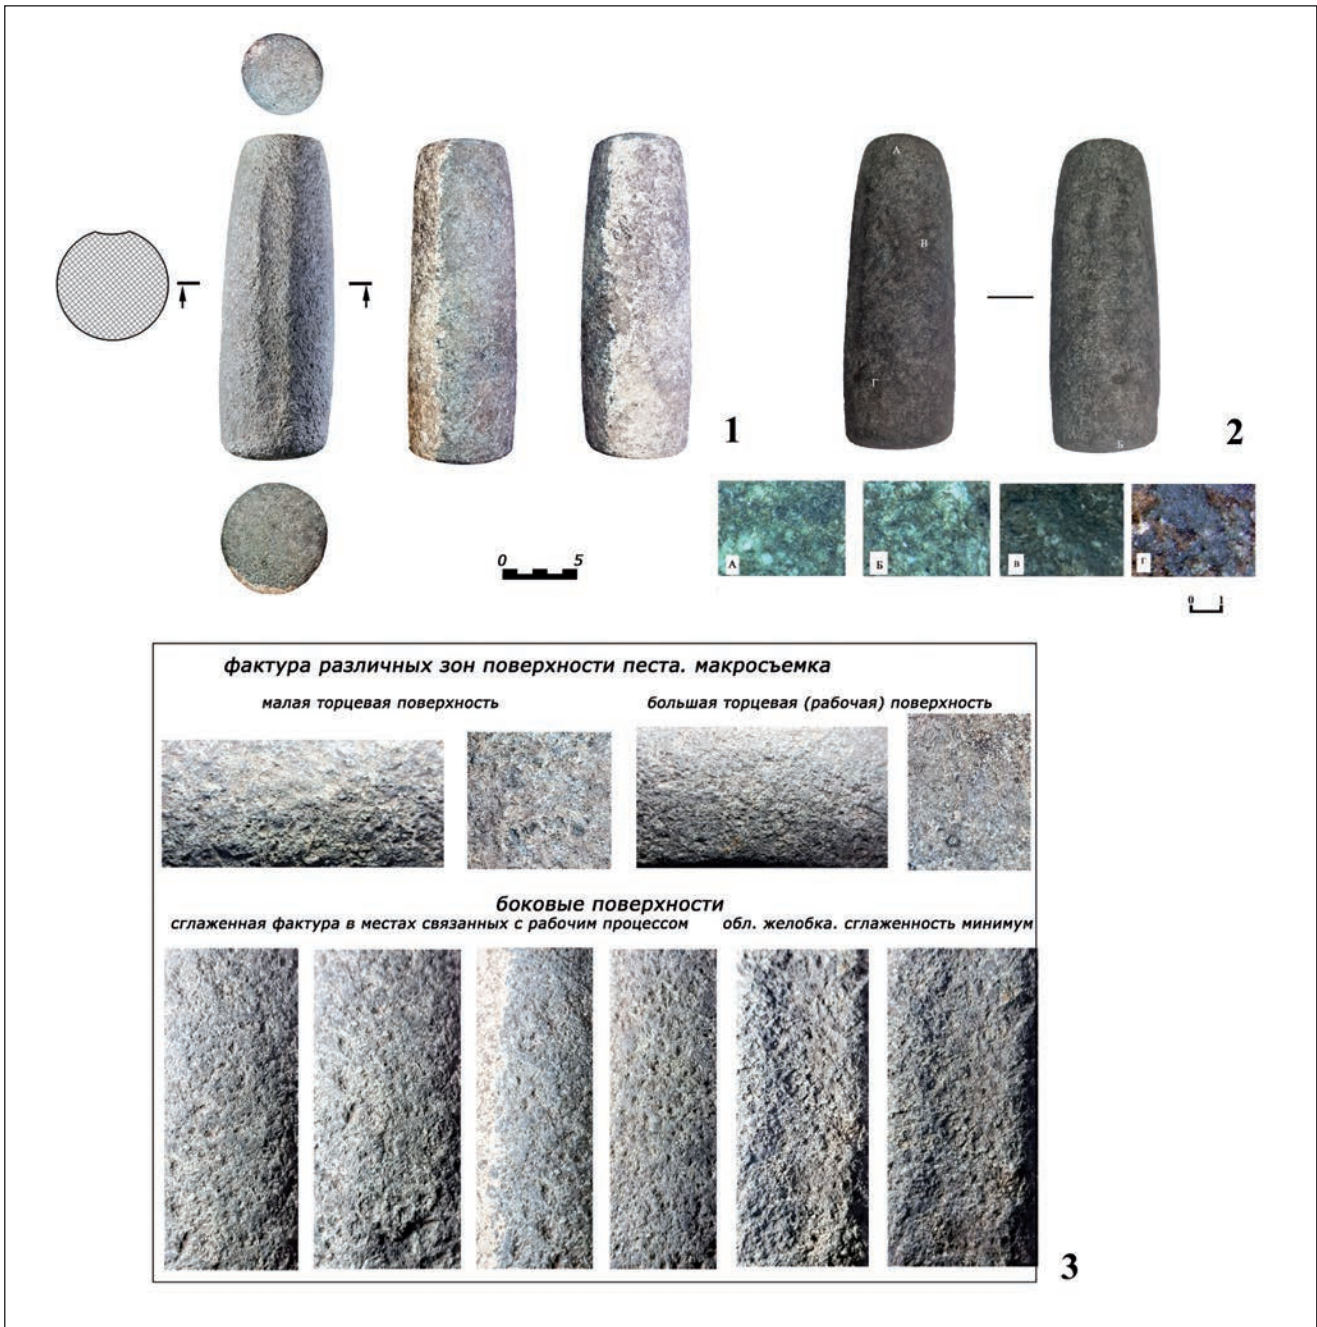 А
В
Г
Б
1
2
А
Б
В
Г
0 5
0 1
фактура различных зон поверхности песта. макросъемка
малая торцевая поверхность
большая торцевая (рабочая) поверхность
боковые поверхности
сглаженная фактура в местах связанных с рабочим процессом
обл. желобка. сглаженность минимум
3